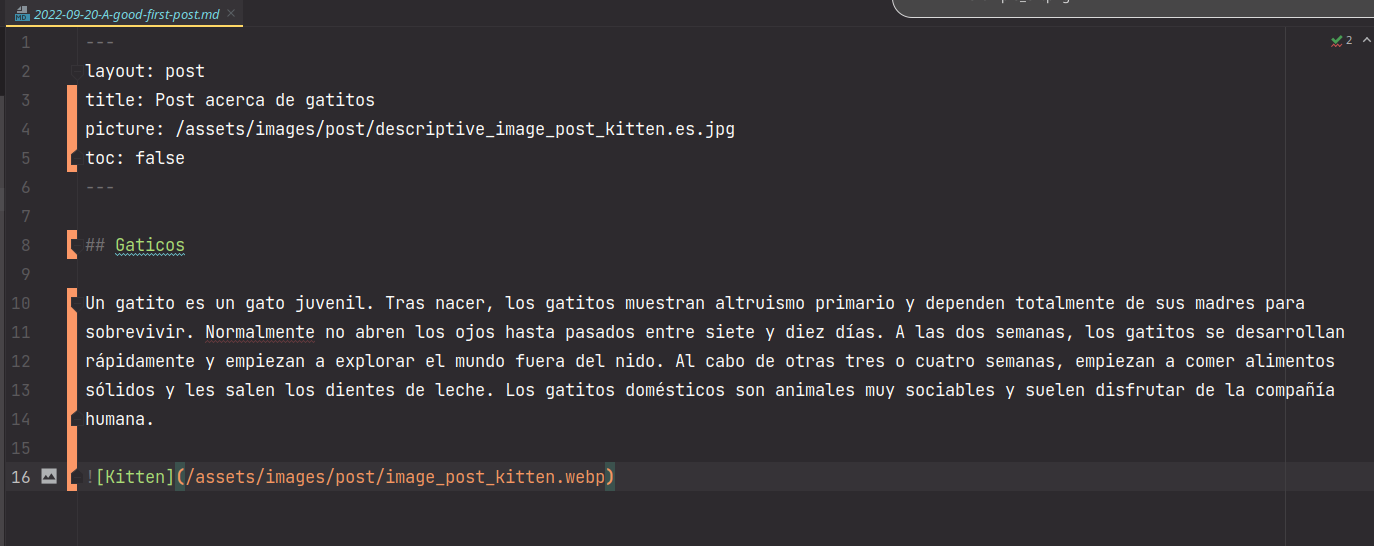 2022-09-20-A-good-first-post.md
2
1 ---
2 layout: post
3 title: Post acerca de gatitos
4 picture: /assets/images/post/descriptive_image_post_kitten.es.jpg
5 toc: false
6 ---
7
8 ## Gaticos
9
10 Un gatito es un gato juvenil. Tras nacer, los gatitos muestran altruismo primario y dependen totalmente de sus madres para
11 sobrevivir. Normalmente no abren los ojos hasta pasados entre siete y diez días. A las dos semanas, los gatitos se desarrollan
12 rápidamente y empiezan a explorar el mundo fuera del nido. Al cabo de otras tres o cuatro semanas, empiezan a comer alimentos
13 sólidos y les salen los dientes de leche. Los gatitos domésticos son animales muy sociables y suelen disfrutar de la compañía
14 humana.
15
16 ![Kitten](/assets/images/post/image_post_kitten.webp)